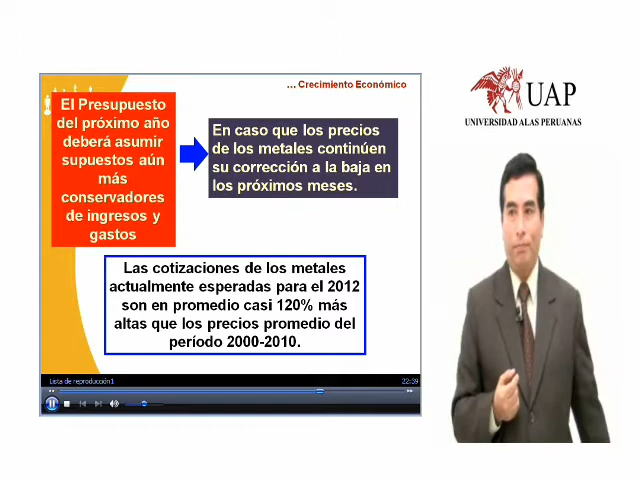 ... Crecimiento Económico
El Presupuesto
del próximo año
deberá asumir
supuestos aún
más
conservadores
de ingresos y
gastos
En caso que los precios
de los metales continúen
su corrección a la baja en
los próximos meses.
Las cotizaciones de los metales
actualmente esperadas para el 2012
son en promedio casi 120% más
altas que los precios promedio del
período 2000-2010.
Lista de reproducción1
22:39
UAP
UNIVERSIDAD ALAS PERUANAS